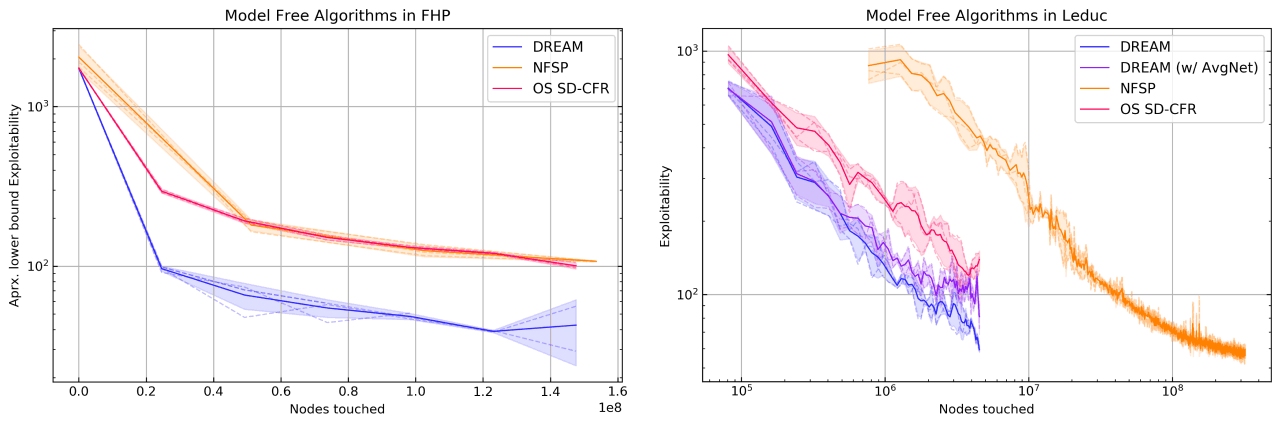 Model Free Algorithms in FHP
DREAM
NFSP
OS SD-CFR
Aprx. lower bound Exploitability
10³
10²
0.0 0.2 0.4 0.6 0.8 1.0 1.2 1.4 1.6
1e8
Nodes touched
Model Free Algorithms in Leduc
DREAM
DREAM (w/ AvgNet)
NFSP
OS SD-CFR
Exploitability
10³
10²
10⁵ 10⁶ 10⁷ 10⁸
Nodes touched